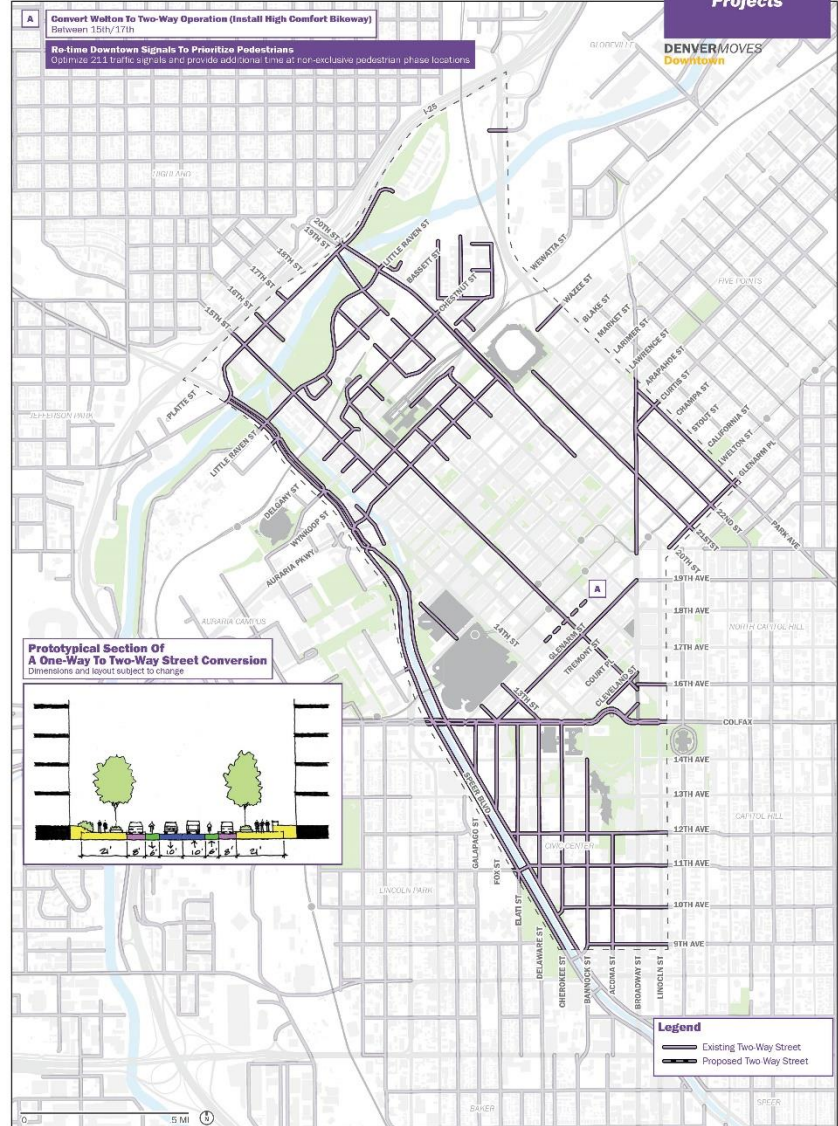 Projects
DENVERMOVES
Downtown
A
Convert Welton To Two-Way Operation (Install High Comfort Bikeway)
Between 15th/17th
Re-time Downtown Signals To Prioritize Pedestrians
Optimize 211 traffic signals and provide additional time at non-exclusive pedestrian phase locations
GLOBEVILLE
I-25
HIGHLAND
20TH ST
19TH ST
18TH ST
17TH ST
16TH ST
15TH ST
LITTLE RAVEN ST
BASSETT ST
CHESTNUT ST
WEWATTA ST
WAZEE ST
BLAKE ST
MARKET ST
LARIMER ST
LAWRENCE ST
ARAPAHOE ST
CURTIS ST
CHAMPA ST
STOUT ST
CALIFORNIA ST
WELTON ST
GLENARM PL
FIVE POINTS
PLATTE ST
JEFFERSON PARK
LITTLE RAVEN ST
DELGANY ST
WYNKOOP ST
AURARIA PKWY
AURARIA CAMPUS
PARK AVE
22ND ST
21ST ST
20TH ST
A
14TH ST
13TH ST
GLENARM ST
TREMONT ST
COURT PL
CLEVELAND ST
19TH AVE
18TH AVE
17TH AVE
16TH AVE
COLFAX
14TH AVE
13TH AVE
12TH AVE
11TH AVE
10TH AVE
9TH AVE
NORTH CAPITOL HILL
CAPITOL HILL
CIVIC CENTER
LINCOLN PARK
SPEER BLVD
GALAPAGO ST
FOX ST
ELATI ST
DELAWARE ST
CHEROKEE ST
BANNOCK ST
ACOMA ST
BROADWAY ST
LINOCLN ST
Prototypical Section Of
A One-Way To Two-Way Street Conversion
Dimensions and layout subject to change
21' 8' 6' 10' 10' 6' 8' 21'
Legend
Existing Two-Way Street
Proposed Two Way Street
BAKER
SPEER
0 .5 MI N